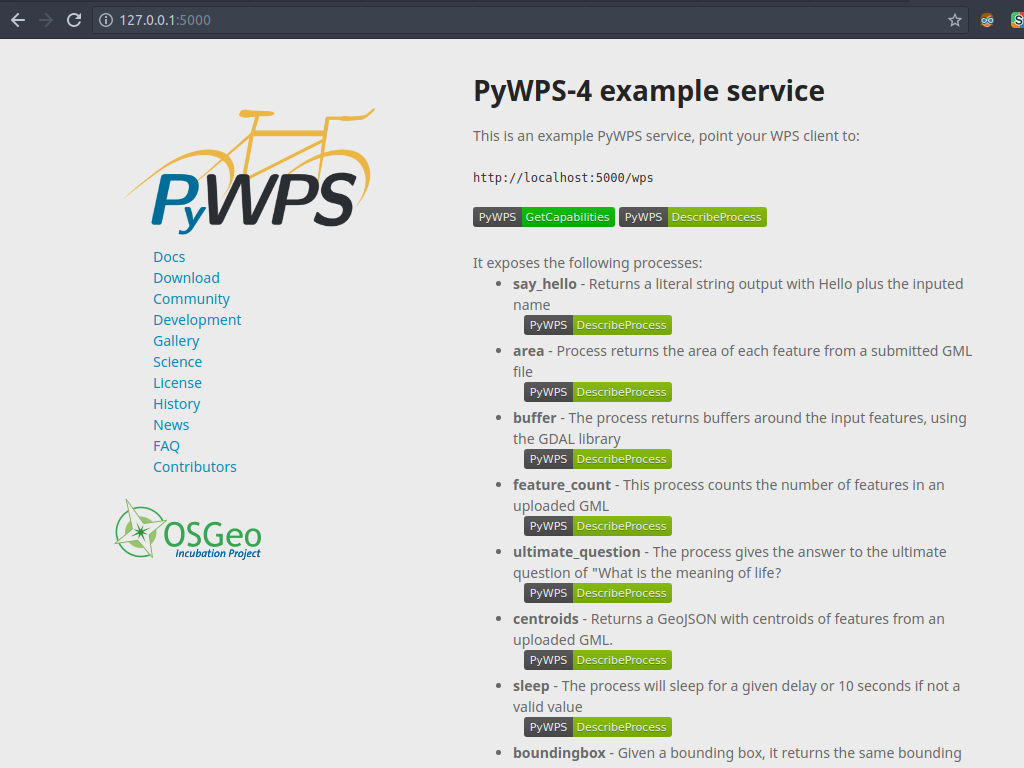 127.0.0.1:5000
PyWPS
Docs
Download
Community
Development
Gallery
Science
License
History
News
FAQ
Contributors
OSGeo
Incubation Project
PyWPS-4 example service
This is an example PyWPS service, point your WPS client to:
http://localhost:5000/wps
PyWPS GetCapabilities PyWPS DescribeProcess
It exposes the following processes:
• say_hello - Returns a literal string output with Hello plus the inputed
name
PyWPS DescribeProcess
• area - Process returns the area of each feature from a submitted GML
file
PyWPS DescribeProcess
• buffer - The process returns buffers around the input features, using
the GDAL library
PyWPS DescribeProcess
• feature_count - This process counts the number of features in an
uploaded GML
PyWPS DescribeProcess
• ultimate_question - The process gives the answer to the ultimate
question of "What is the meaning of life?
PyWPS DescribeProcess
• centroids - Returns a GeoJSON with centroids of features from an
uploaded GML.
PyWPS DescribeProcess
• sleep - The process will sleep for a given delay or 10 seconds if not a
valid value
PyWPS DescribeProcess
• boundingbox - Given a bounding box, it returns the same bounding